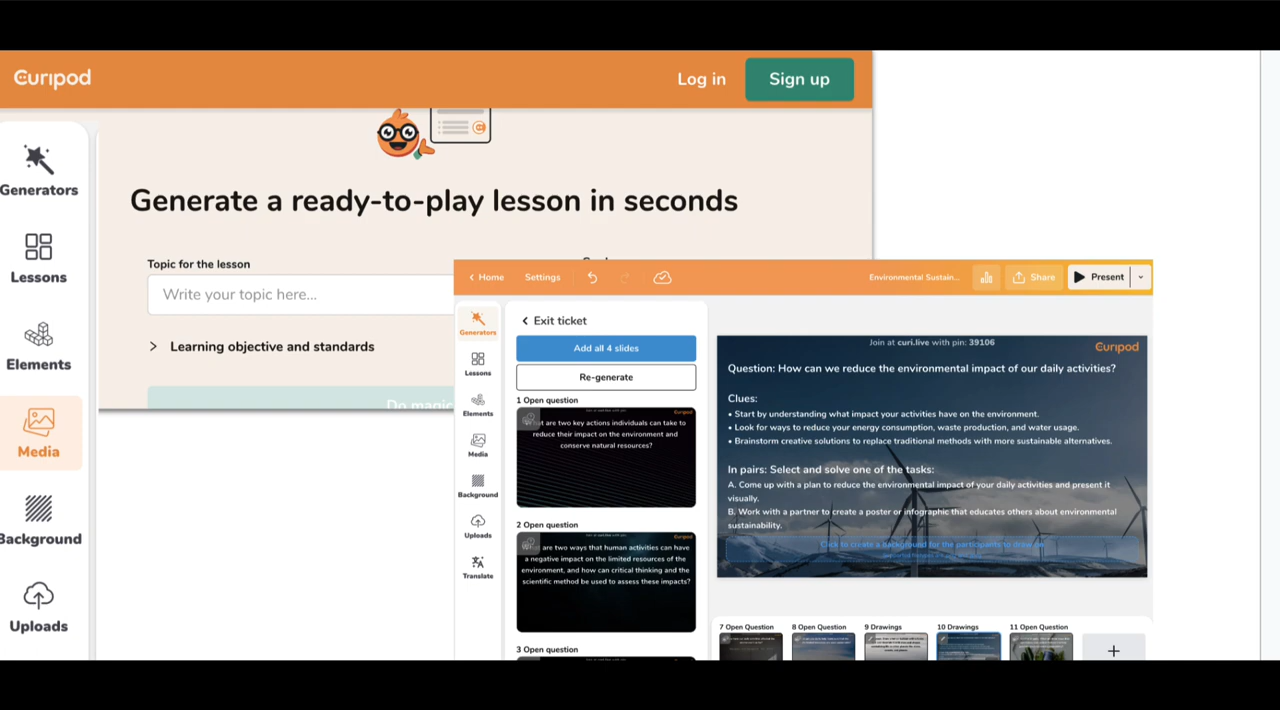 Curipod
Log in
Sign up
Generators
Lessons
Elements
Media
Background
Uploads
Generate a ready-to-play lesson in seconds
Topic for the lesson
Write your topic here...
> Learning objective and standards
Do magic
< Home
Settings
Environmental Sustain...
Share
Present
Generators
Lessons
Elements
Media
Background
Uploads
Translate
< Exit ticket
Add all 4 slides
Re-generate
1 Open question
Curipod
are two key actions individuals can take to
reduce their impact on the environment and
conserve natural resources?
2 Open question
Curipod
are two ways that human activities can have
a negative impact on the limited resources of the
environment, and how can critical thinking and the
scientific method be used to assess these impacts?
3 Open question
Join at curi.live with pin: 39106
Curipod
Question: How can we reduce the environmental impact of our daily activities?
Clues:
• Start by understanding what impact your activities have on the environment.
• Look for ways to reduce your energy consumption, waste production, and water usage.
• Brainstorm creative solutions to replace traditional methods with more sustainable alternatives.
In pairs: Select and solve one of the tasks:
A. Come up with a plan to reduce the environmental impact of your daily activities and present it
visually.
B. Work with a partner to create a poster or infographic that educates others about environmental
sustainability.
Click to create a background for the participants to draw on
7 Open Question
8 Open Question
9 Drawings
10 Drawings
11 Open Question
+